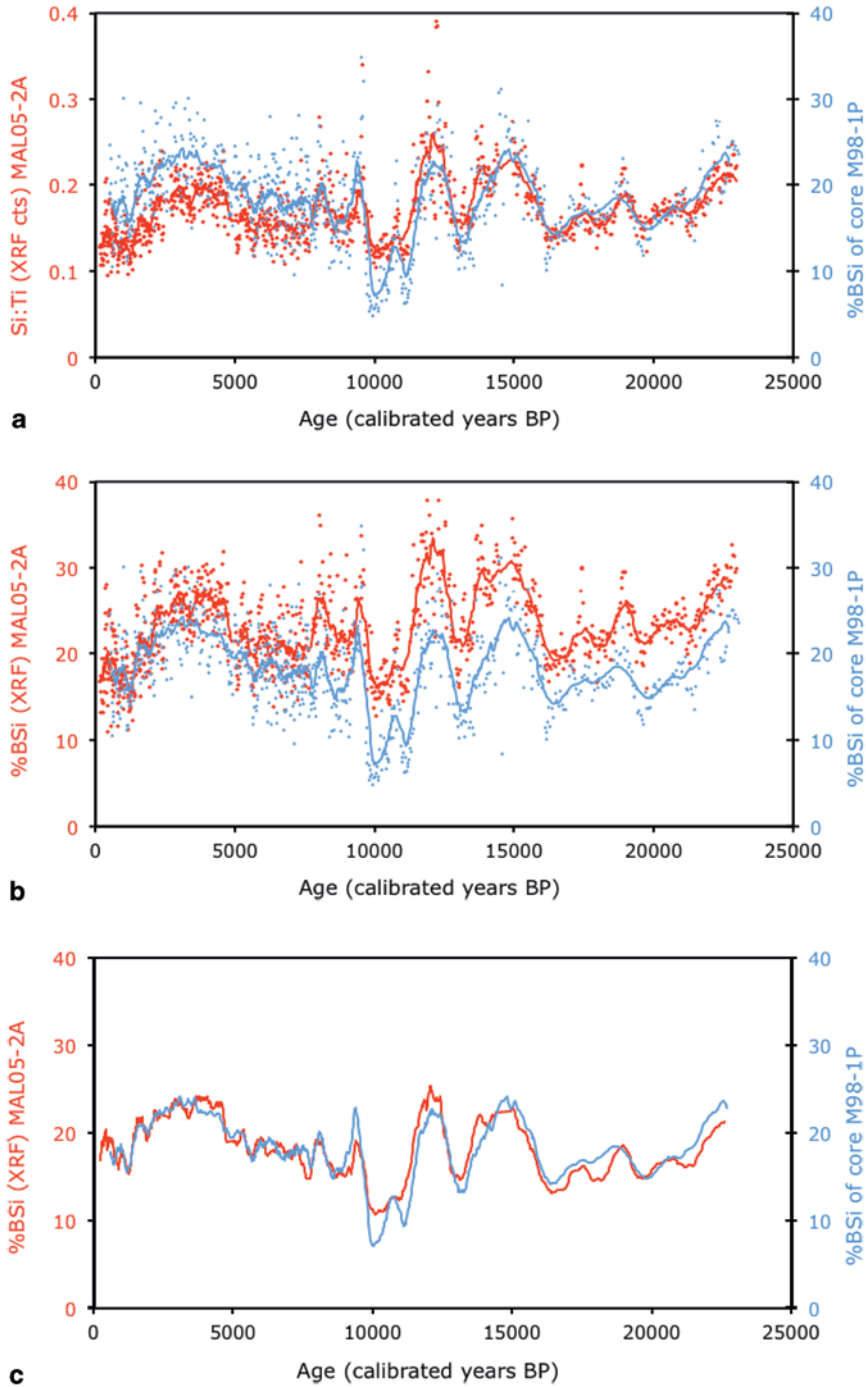 Si:Ti (XRF cts) MAL05-2A
0.4
0.3
0.2
0.1
0
40
30
20
10
0
%BSi of core M98-1P
0 5000 10000 15000 20000 25000
Age (calibrated years BP)
a
%BSi (XRF) MAL05-2A
40
30
20
10
0
40
30
20
10
0
%BSi of core M98-1P
0 5000 10000 15000 20000 25000
Age (calibrated years BP)
b
%BSi (XRF) MAL05-2A
40
30
20
10
0
40
30
20
10
0
%BSi of core M98-1P
0 5000 10000 15000 20000 25000
Age (calibrated years BP)
c